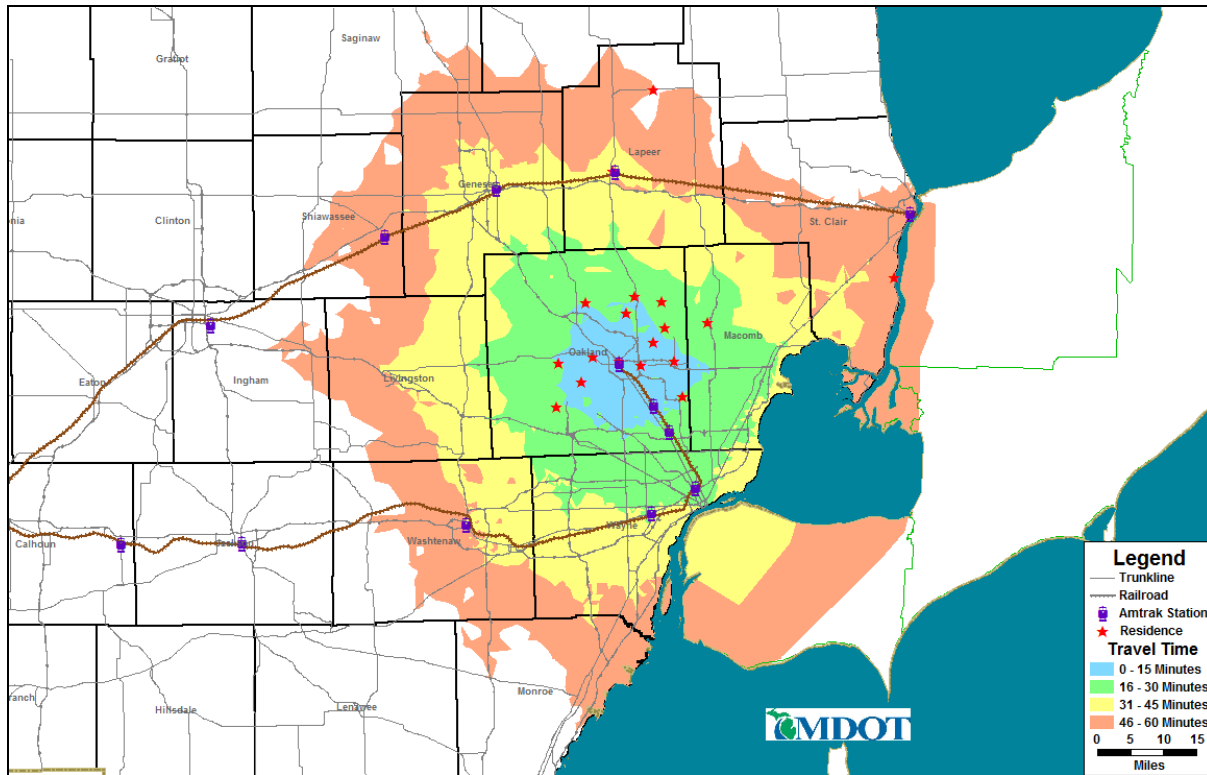 Saginaw
Gratiot
Lapeer
Genesee
Clinton
Shiawassee
St. Clair
Macomb
Oakland
Eaton
Ingham
Livingston
Wayne
Washtenaw
Calhoun
Monroe
Hillsdale
Lenawee
Legend
Trunkline
Railroad
Amtrak Station
Residence
Travel Time
0 - 15 Minutes
16 - 30 Minutes
31 - 45 Minutes
46 - 60 Minutes
0 5 10 15
Miles
MDOT